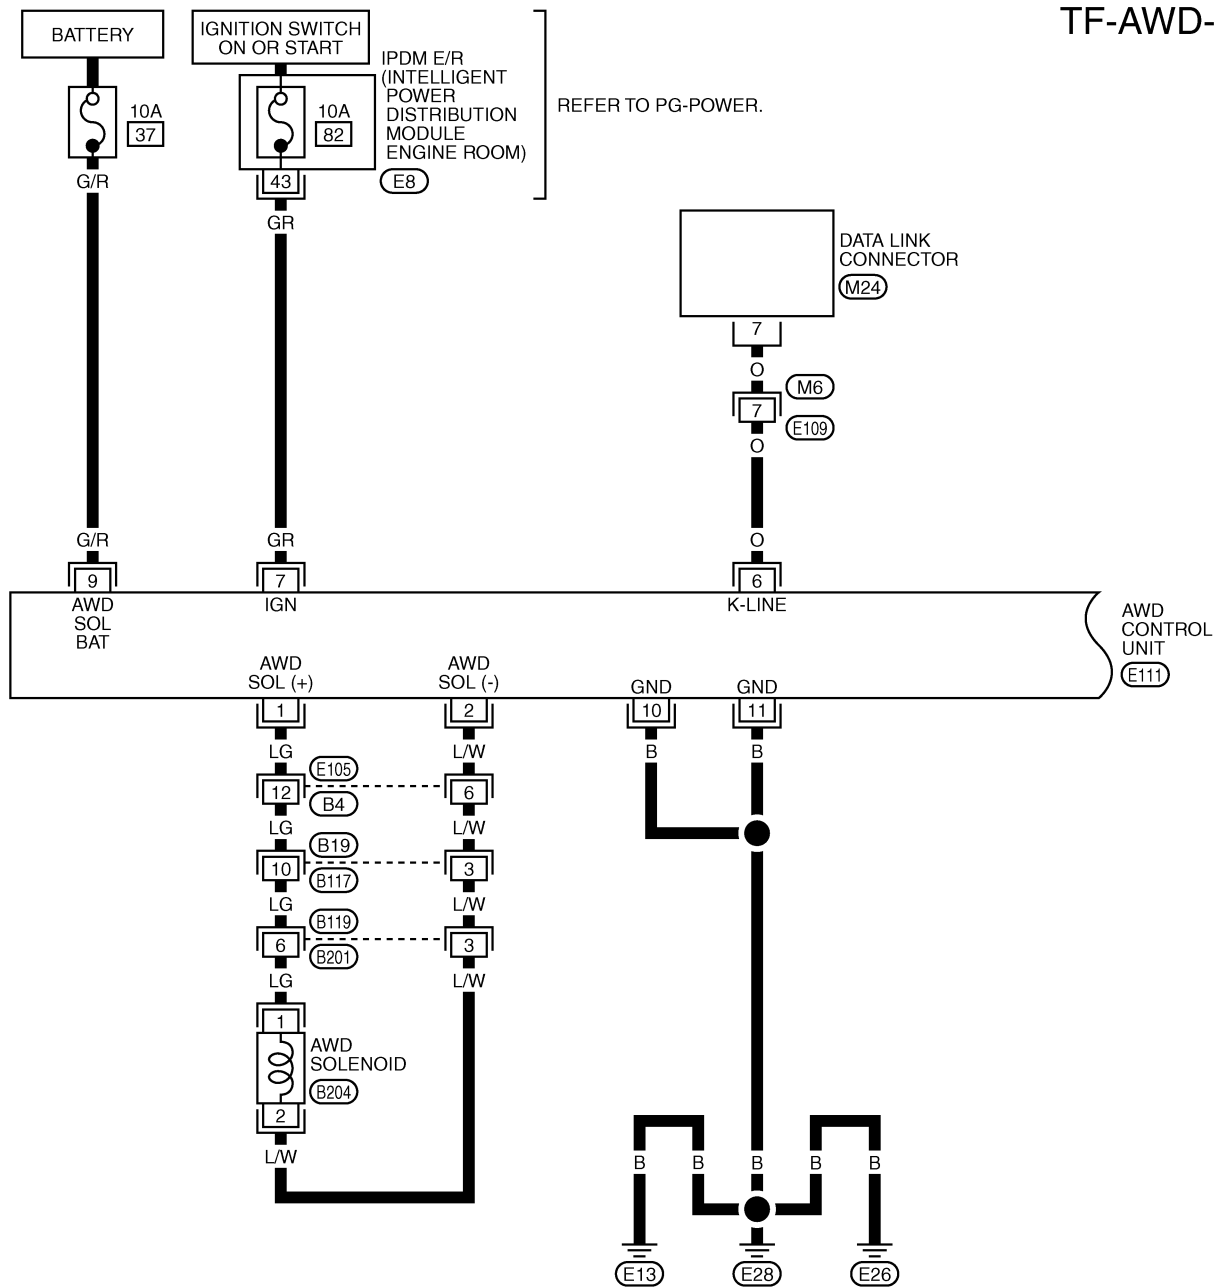 TF-AWD-
BATTERY
IGNITION SWITCH
ON OR START
IPDM E/R
(INTELLIGENT
POWER
DISTRIBUTION
MODULE
ENGINE ROOM)
E8
REFER TO PG-POWER.
10A
37
10A
82
G/R
43
GR
DATA LINK
CONNECTOR
M24
7
O
M6
7
E109
O
G/R
GR
O
9
7
6
AWD
SOL
BAT
IGN
K-LINE
AWD
CONTROL
UNIT
E111
AWD
SOL (+)
AWD
SOL (-)
GND
GND
1
2
10
11
LG
L/W
B
B
E105
12
6
B4
LG
L/W
B19
10
3
B117
LG
L/W
B119
6
3
B201
LG
L/W
1
AWD
SOLENOID
B204
2
L/W
B
B
B
B
B
E13
E28
E26